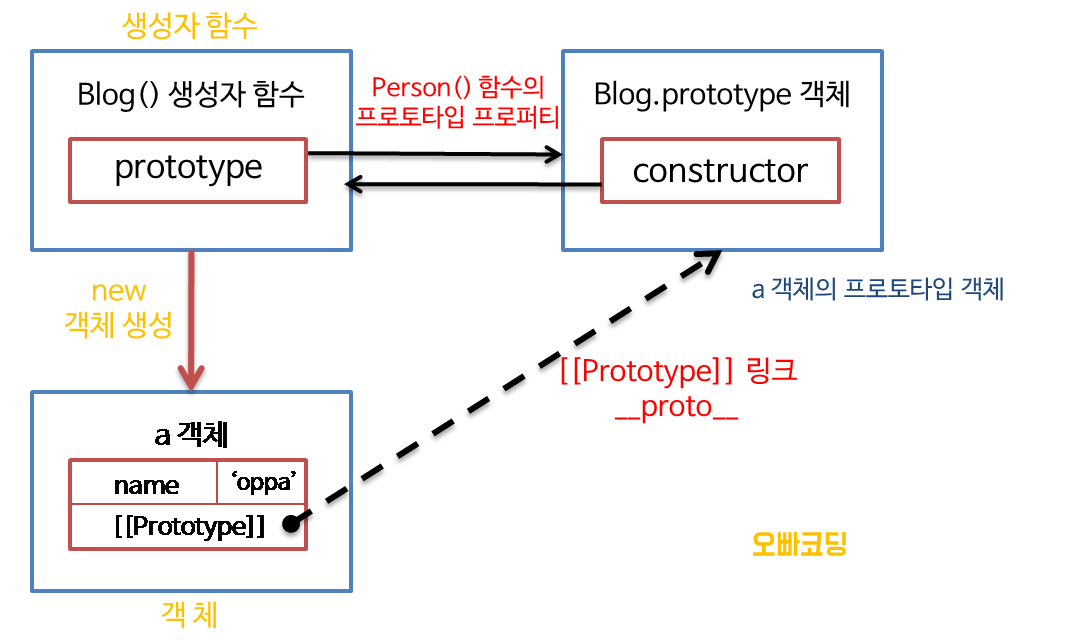 생성자 함수
Blog() 생성자 함수
prototype
Person() 함수의
프로토타입 프로퍼티
Blog.prototype 객체
constructor
new
객체 생성
a 객체의 프로토타입 객체
[[Prototype]] 링크
__proto__
a 객체
name
‘oppa’
[[Prototype]]
오빠코딩
객 체